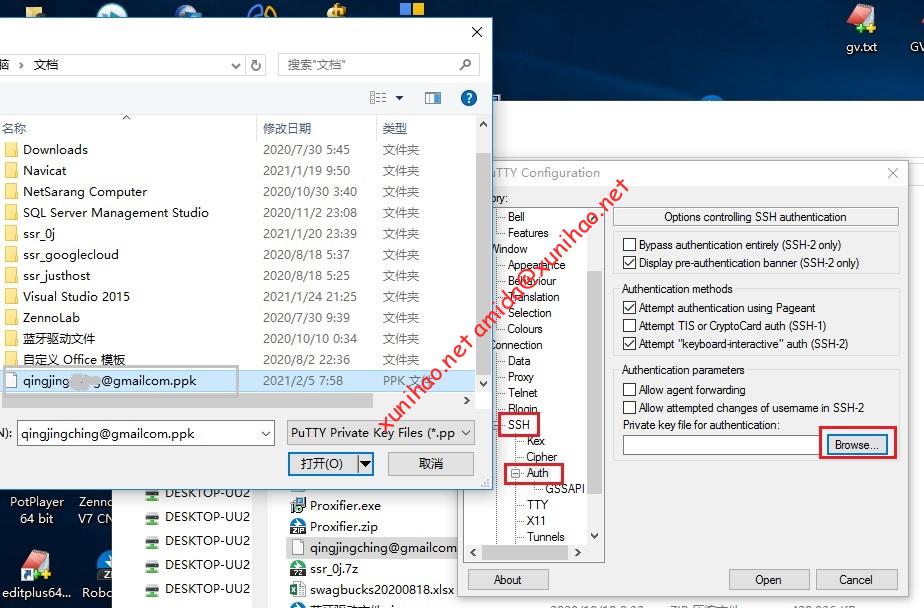 gv.txt
GV
脑 > 文档
搜索"文档"
名称
修改日期
类型
Downloads 2020/7/30 5:45 文件夹
Navicat 2021/1/19 9:50 文件夹
NetSarang Computer 2020/10/30 3:40 文件夹
SQL Server Management Studio 2020/11/2 23:08 文件夹
ssr_0j 2021/1/20 23:39 文件夹
ssr_googlecloud 2020/8/18 5:37 文件夹
ssr_justhost 2020/8/18 5:25 文件夹
Visual Studio 2015 2021/1/24 21:25 文件夹
ZennoLab 2020/7/30 9:39 文件夹
蓝牙驱动文件 2020/10/10 0:34 文件夹
自定义 Office 模板 2020/8/2 22:36 文件夹
qingjing @gmailcom.ppk 2021/2/5 7:58 PPK 文件
N): qingjingching@gmailcom.ppk
PuTTY Private Key Files (*.pp
打开(O)
取消
uTTY Configuration
ory:
Bell
Features
Window
Appearance
Behaviour
Translation
Selection
Colours
Connection
Data
Proxy
Telnet
Rlogin
SSH
Kex
Cipher
Auth
GSSAPI
TTY
X11
Tunnels
Options controlling SSH authentication
Bypass authentication entirely (SSH-2 only)
Display pre-authentication banner (SSH-2 only)
Authentication methods
Attempt authentication using Pageant
Attempt TIS or CryptoCard auth (SSH-1)
Attempt "keyboard-interactive" auth (SSH-2)
Authentication parameters
Allow agent forwarding
Allow attempted changes of username in SSH-2
Private key file for authentication:
Browse...
About
Open
Cancel
xunihao.net amidn@xunihao.net
PotPlayer
64 bit
Zenno
V7 CN
editplus64...
Robo
DESKTOP-UU2
DESKTOP-UU2
DESKTOP-UU2
DESKTOP-UU2
DESKTOP-UU2
Proxifier.exe
Proxifier.zip
qingjingching@gmailcom
ssr_0j.7z
swagbucks20200818.xlsx